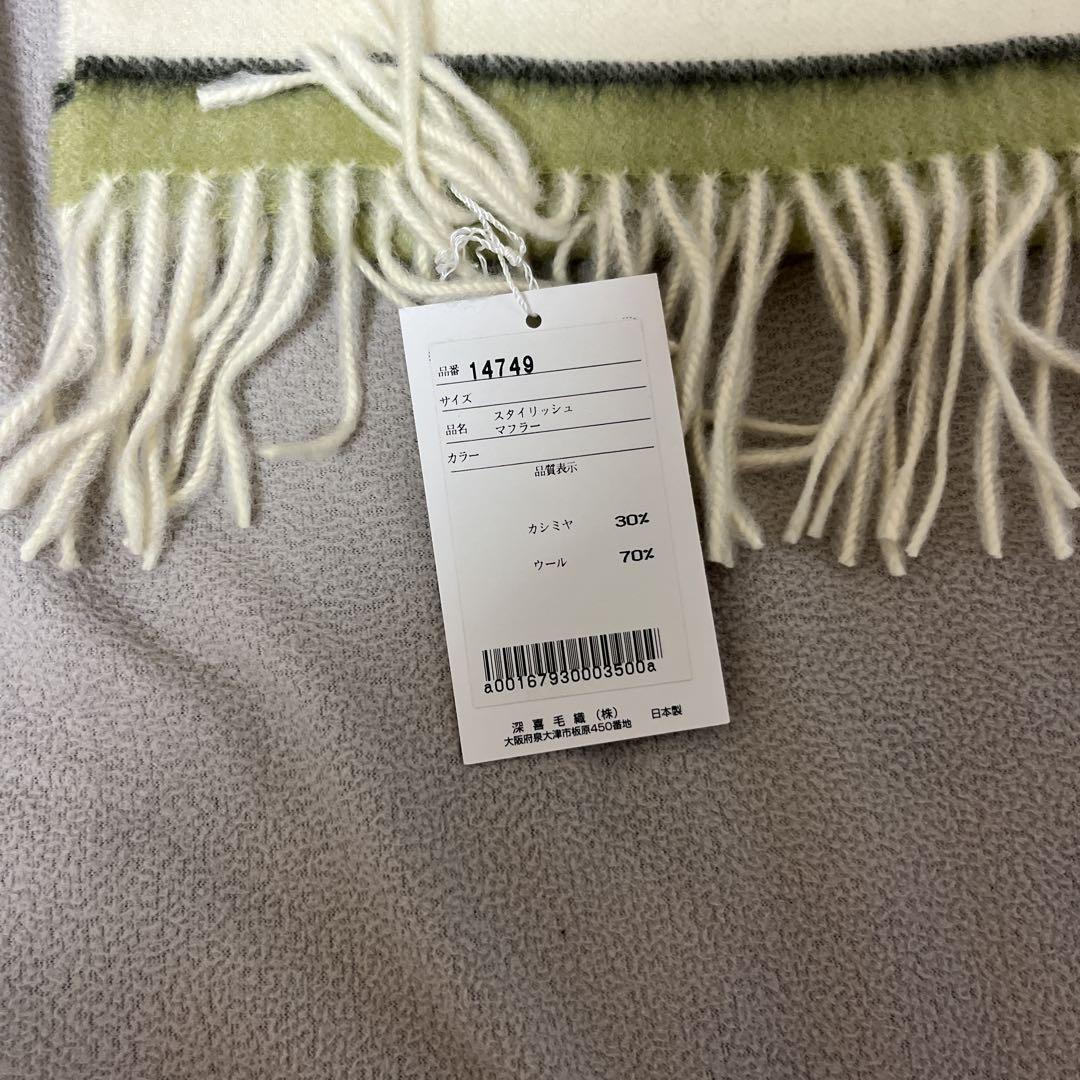 品番 14749
サイズ
品名 スタイリッシュ
マフラー
カラー
品質表示
カシミヤ 30%
ウール 70%
a001679300003500a
深喜毛織(株) 日本製
大阪府泉大津市板原450番地